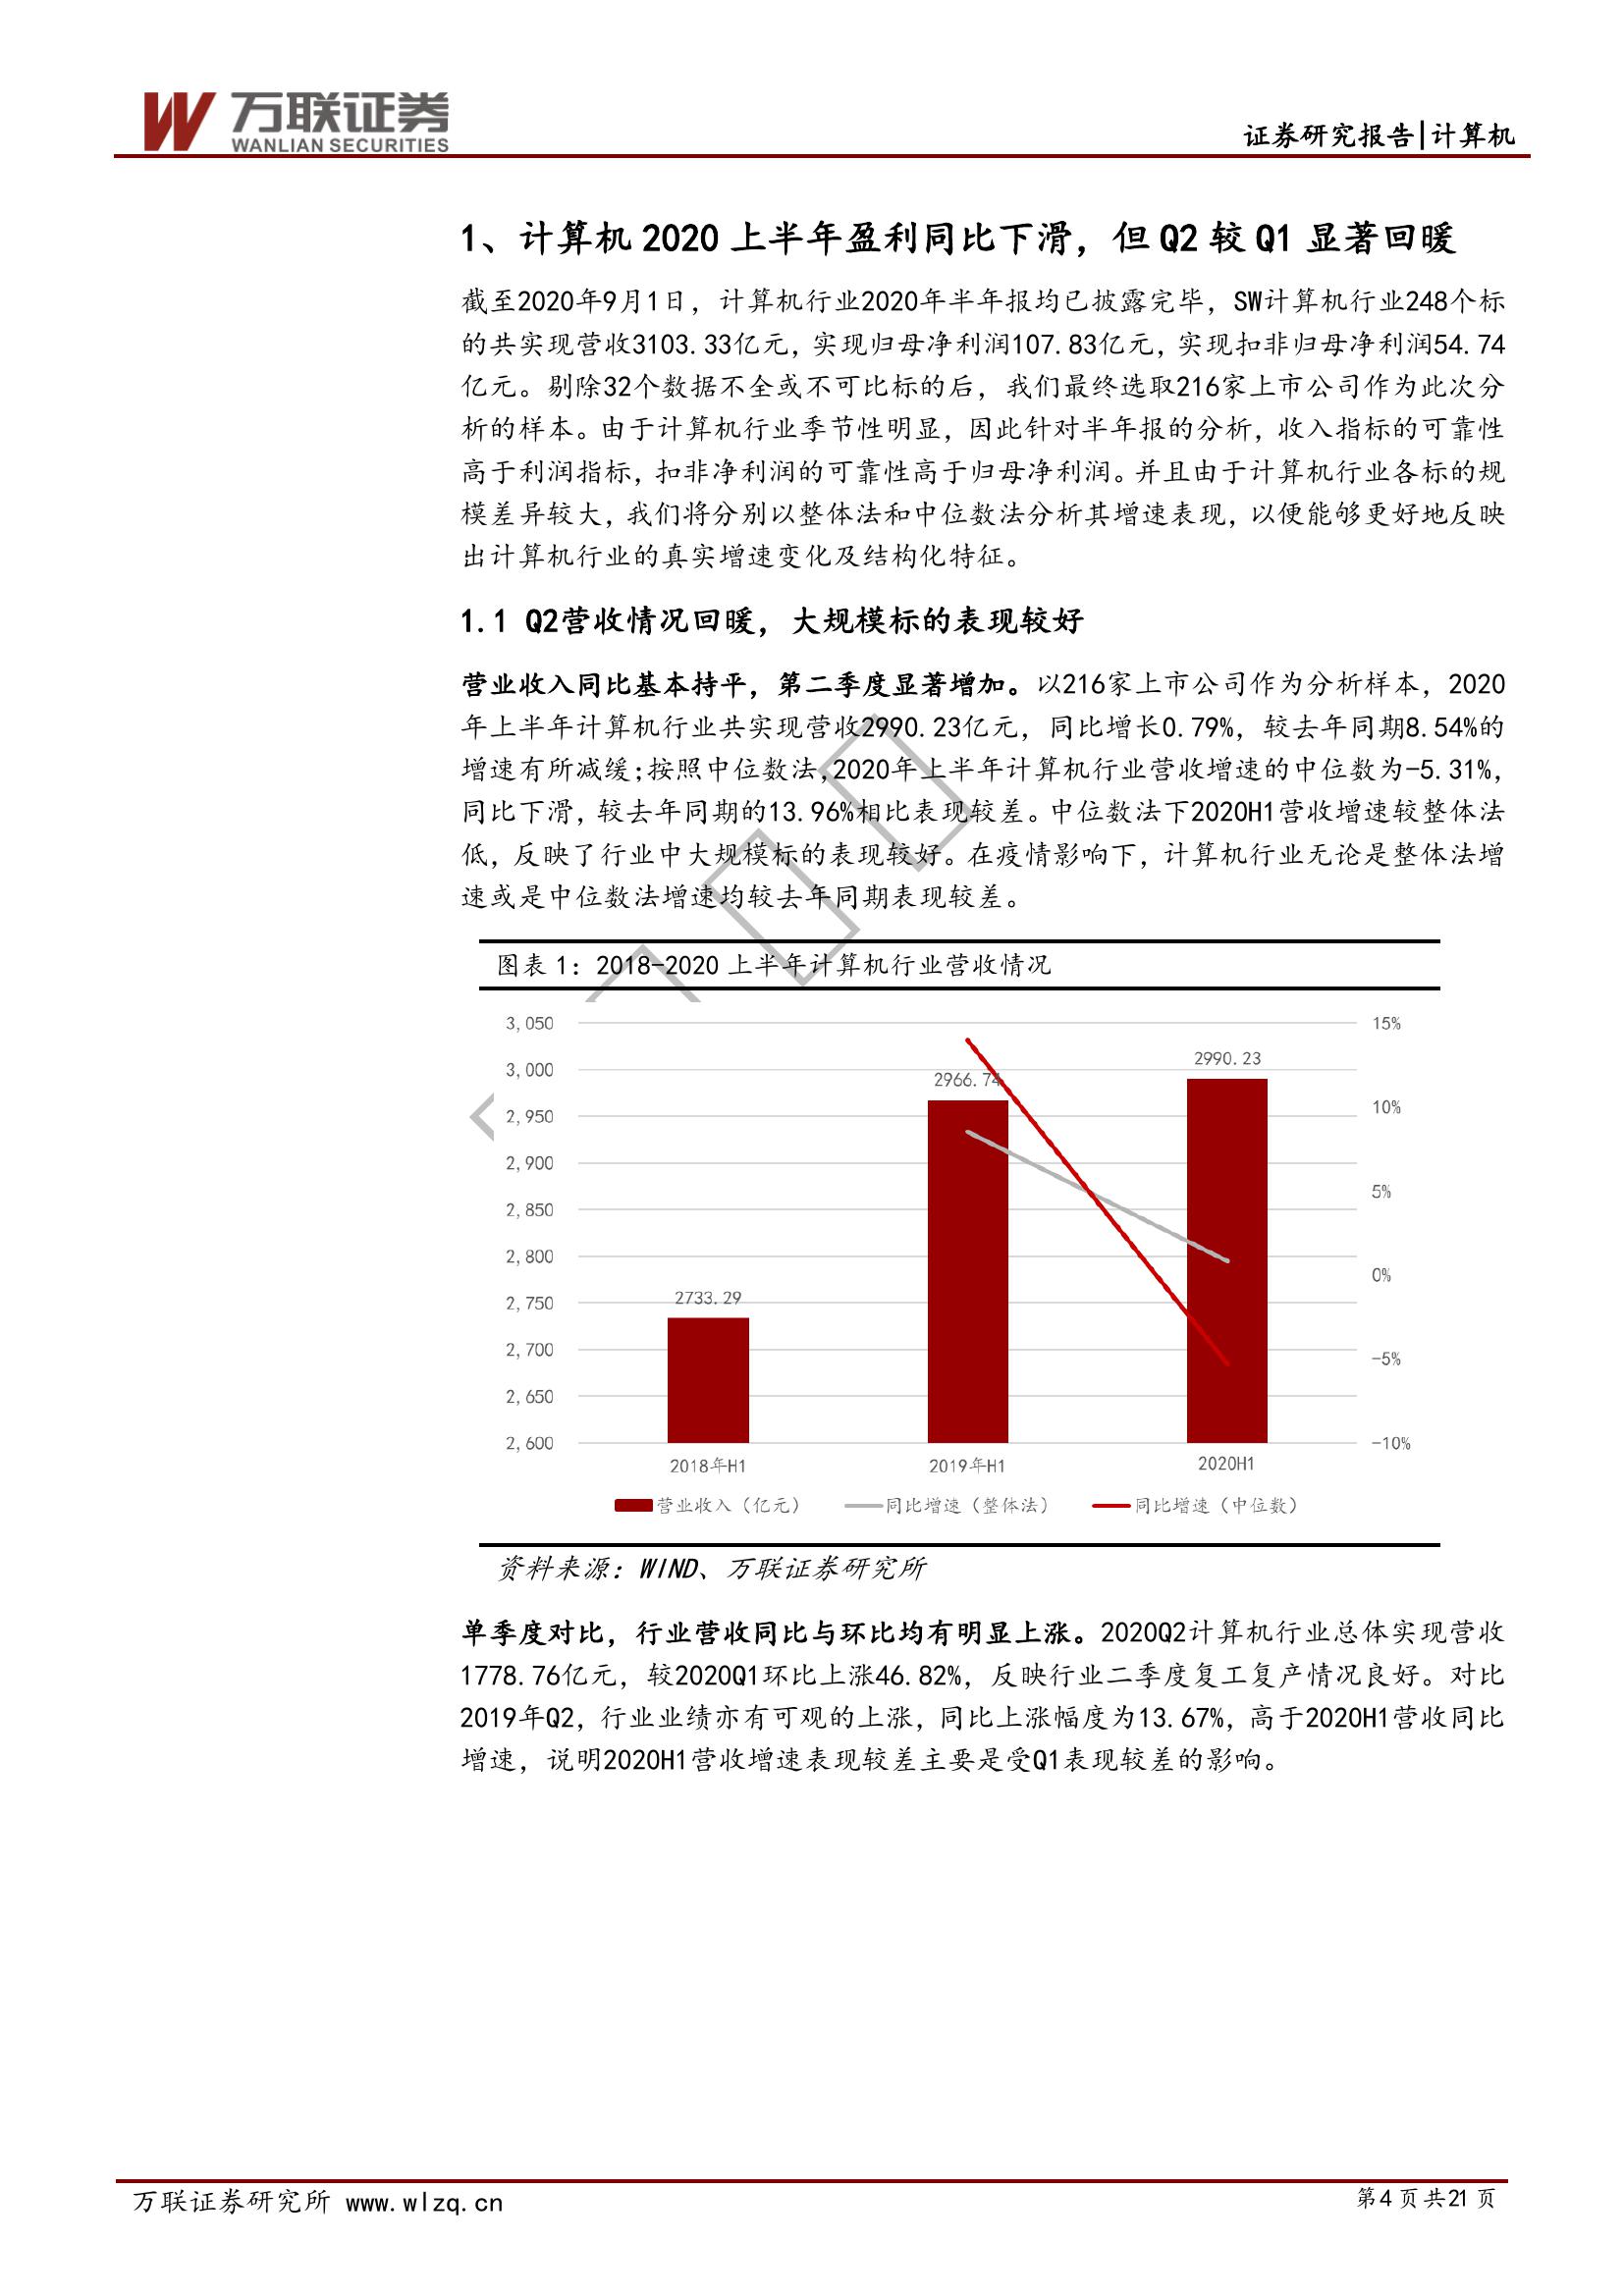 万联证券
WANLIAN SECURITIES
证券研究报告|计算机
1、计算机 2020 上半年盈利同比下滑，但 Q2 较 Q1 显著回暖
截至2020年9月1日，计算机行业2020年半年报均已披露完毕，SW计算机行业248个标
的共实现营收3103.33亿元，实现归母净利润107.83亿元，实现扣非归母净利润54.74
亿元。剔除32个数据不全或不可比标的后，我们最终选取216家上市公司作为此次分
析的样本。由于计算机行业季节性明显，因此针对半年报的分析，收入指标的可靠性
高于利润指标，扣非净利润的可靠性高于归母净利润。并且由于计算机行业各标的规
模差异较大，我们将分别以整体法和中位数法分析其增速表现，以便能够更好地反映
出计算机行业的真实增速变化及结构化特征。
1.1 Q2营收情况回暖，大规模标的表现较好
营业收入同比基本持平，第二季度显著增加。以216家上市公司作为分析样本，2020
年上半年计算机行业共实现营收2990.23亿元，同比增长0.79%，较去年同期8.54%的
增速有所减缓;按照中位数法,2020年上半年计算机行业营收增速的中位数为-5.31%,
同比下滑，较去年同期的13.96%相比表现较差。中位数法下2020H1营收增速较整体法
低，反映了行业中大规模标的表现较好。在疫情影响下，计算机行业无论是整体法增
速或是中位数法增速均较去年同期表现较差。
图表 1：2018-2020 上半年计算机行业营收情况
3,050
3,000
2,950
2,900
2,850
2,800
2,750
2,700
2,650
2,600
15%
10%
5%
0%
-5%
-10%
2733.29
2966.74
2990.23
2018年H1
2019年H1
2020H1
营业收入（亿元）
同比增速（整体法）
同比增速（中位数）
资料来源：WIND、万联证券研究所
单季度对比，行业营收同比与环比均有明显上涨。2020Q2计算机行业总体实现营收
1778.76亿元，较2020Q1环比上涨46.82%，反映行业二季度复工复产情况良好。对比
2019年Q2，行业业绩亦有可观的上涨，同比上涨幅度为13.67%，高于2020H1营收同比
增速，说明2020H1营收增速表现较差主要是受Q1表现较差的影响。
万联证券研究所 www.wlzq.cn
第4 页共21 页